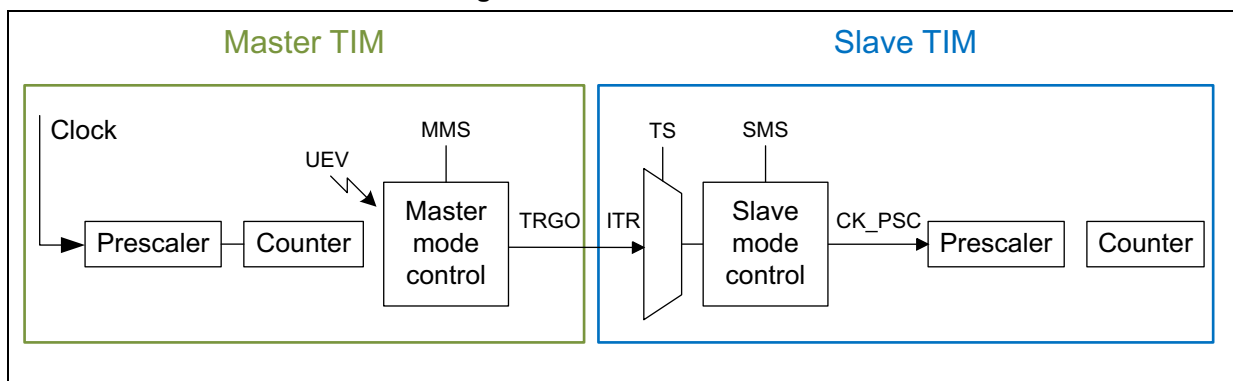 Master TIM
Slave TIM
Clock
UEV
MMS
TS
SMS
Prescaler
Counter
Master
mode
control
TRGO
ITR
Slave
mode
control
CK_PSC
Prescaler
Counter